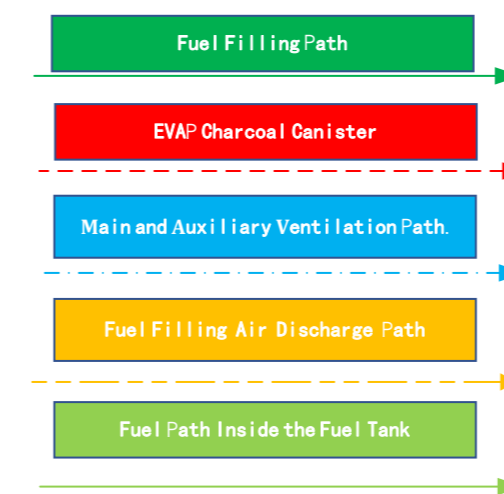 Fuel Filling Path
EVAP Charcoal Canister
Main and Auxiliary Ventilation Path.
Fuel Filling Air Discharge Path
Fuel Path Inside the Fuel Tank